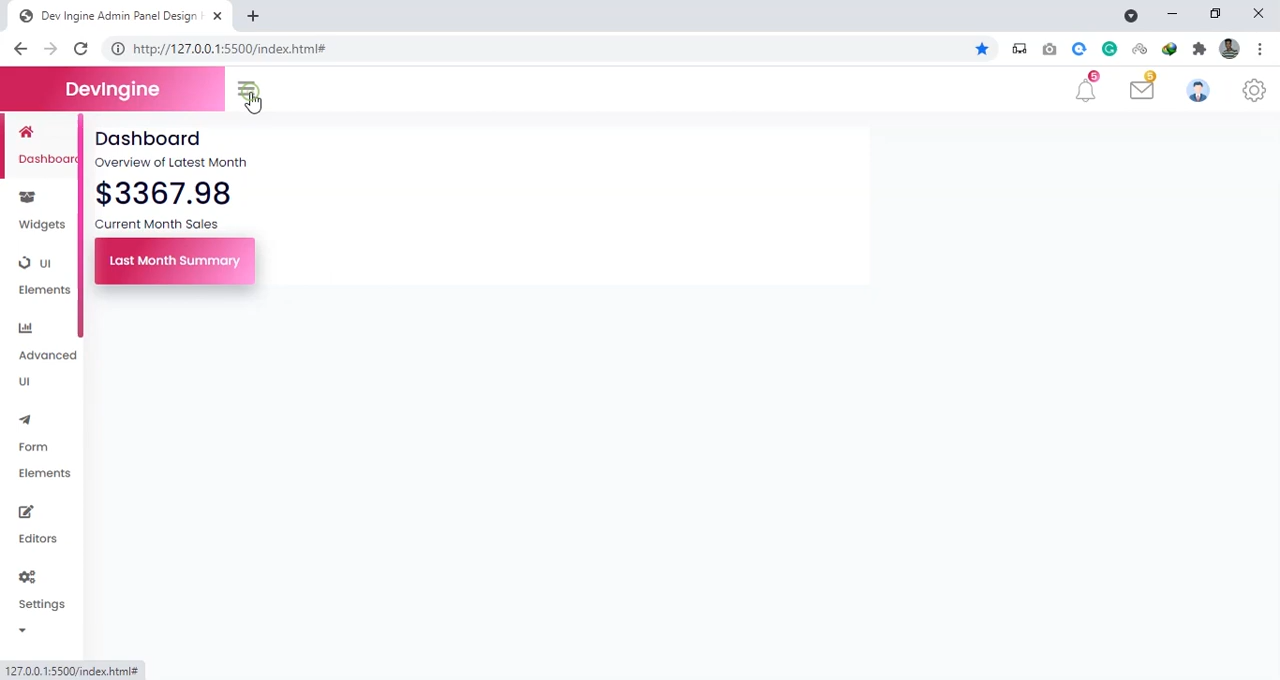 Dev Ingine Admin Panel Design
http://127.0.0.1:5500/index.html#
DevIngine
5
5
Dashboard
Dashboard
Overview of Latest Month
$3367.98
Current Month Sales
Last Month Summary
Widgets
UI
Elements
Advanced
UI
Form
Elements
Editors
Settings
127.0.0.1:5500/index.html#